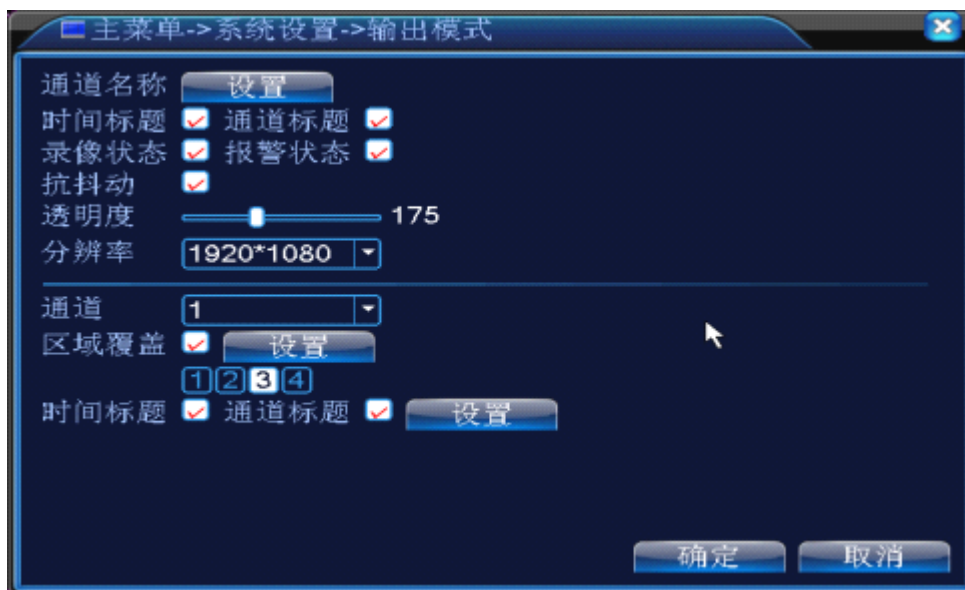 主菜单->系统设置->输出模式
通道名称 设置
时间标题 通道标题
录像状态 报警状态
抗抖动
透明度 175
分辨率 1920*1080
通道 1
区域覆盖 设置
1 2 3 4
时间标题 通道标题 设置
确定 取消